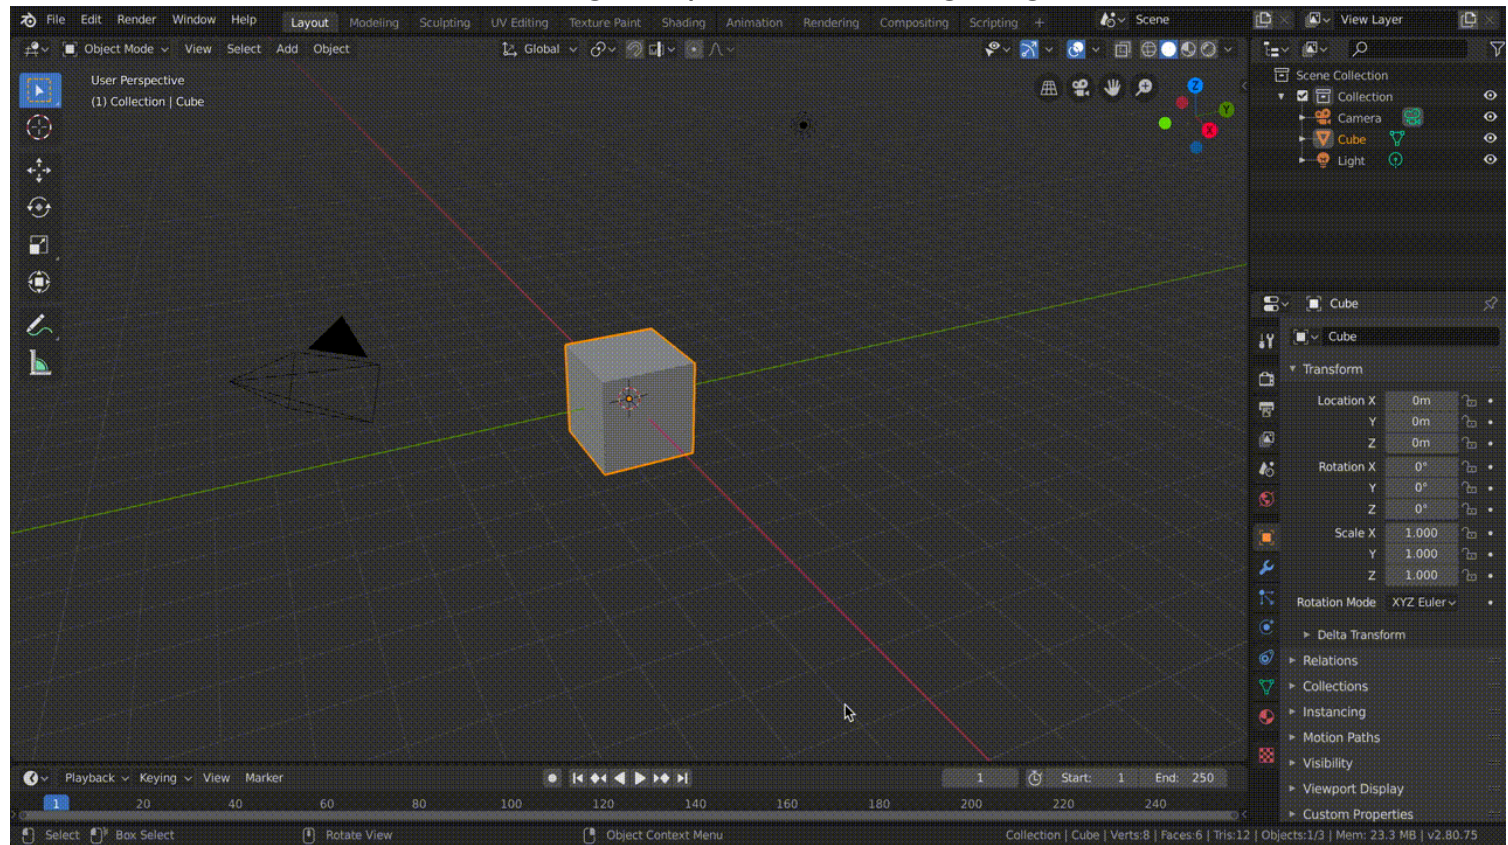 File Edit Render Window Help Layout Modeling Sculpting UV Editing Texture Paint Shading Animation Rendering Compositing Scripting + Scene View Layer
Object Mode View Select Add Object Global
User Perspective
(1) Collection | Cube
Z
Y
X
Scene Collection
Collection
Camera
Cube
Light
Cube
Cube
Transform
Location X 0m
Y 0m
Z 0m
Rotation X 0°
Y 0°
Z 0°
Scale X 1.000
Y 1.000
Z 1.000
Rotation Mode XYZ Euler
Delta Transform
Relations
Collections
Instancing
Motion Paths
Visibility
Viewport Display
Custom Properties
Playback Keying View Marker 1 Start: 1 End: 250
1 20 40 60 80 100 120 140 160 180 200 220 240
Select Box Select Rotate View Object Context Menu Collection | Cube | Verts:8 | Faces:6 | Tris:12 | Objects:1/3 | Mem: 23.3 MB | v2.80.75